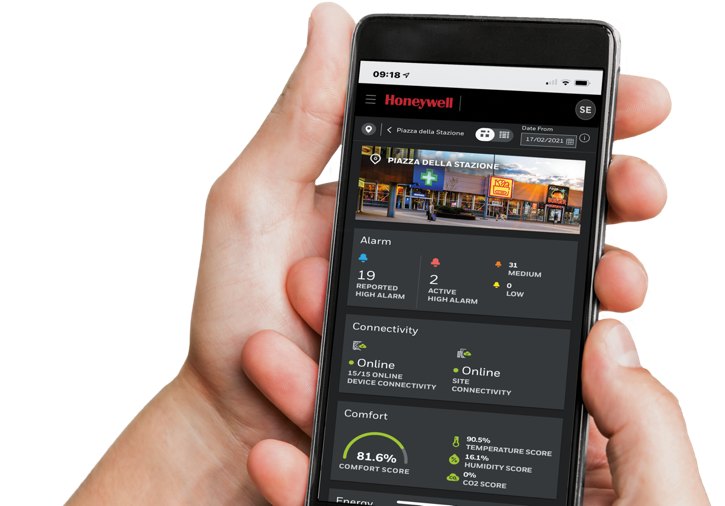 09:18
Honeywell
SE
Piazza della Stazione
Date From
17/02/2021
PIAZZA DELLA STAZIONE
Alarm
19
REPORTED
HIGH ALARM
2
ACTIVE
HIGH ALARM
31
MEDIUM
0
LOW
Connectivity
Online
15/15 ONLINE
DEVICE CONNECTIVITY
Online
SITE
CONNECTIVITY
Comfort
81.6%
COMFORT SCORE
90.5%
TEMPERATURE SCORE
16.1%
HUMIDITY SCORE
0%
CO2 SCORE
Energy